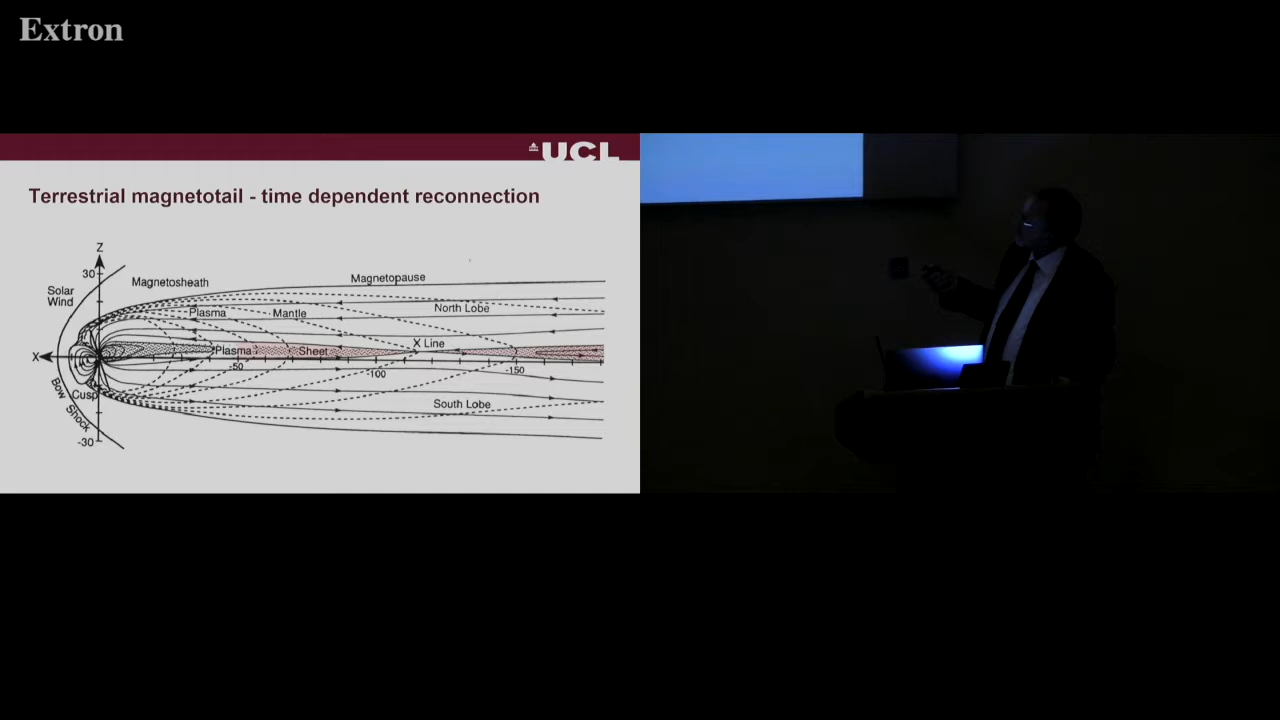 Extron
UCL
Terrestrial magnetotail - time dependent reconnection
Z
30
Solar
Wind
Magnetosheath
Magnetopause
Plasma
Mantle
North Lobe
X
Plasma
Sheet
X Line
-50
-100
-150
Cusp
Bow Shock
South Lobe
-30